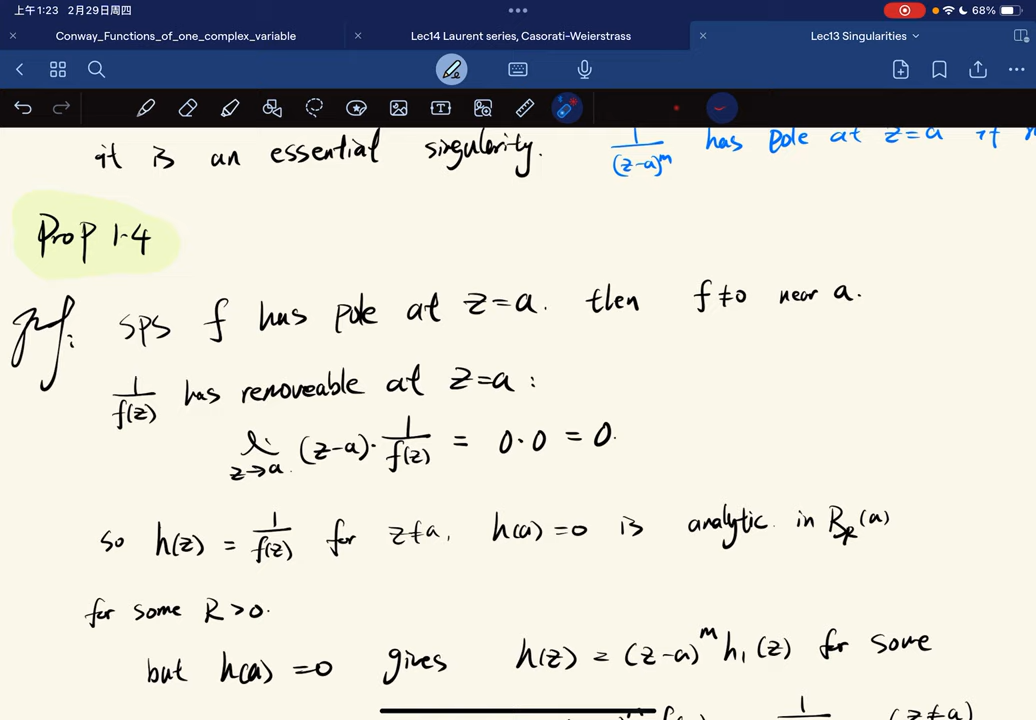 上午1:23 2月29日周四
68%
Conway_Functions_of_one_complex_variable
Lec14 Laurent series, Casorati-Weierstrass
Lec13 Singularities
it is an essential singularity. 1/(z-a)^m has pole at z=a if
Prop 1.4
pf: sps f has pole at z=a. then f≠0 near a.
1/f(z) has removeable at z=a:
lim_{z→a} (z-a)·1/f(z) = 0·0 = 0.
so h(z) = 1/f(z) for z≠a, h(a)=0 is analytic in B_R(a)
for some R>0.
but h(a)=0 gives h(z) = (z-a)^m h_1(z) for some
1 (z≠a)